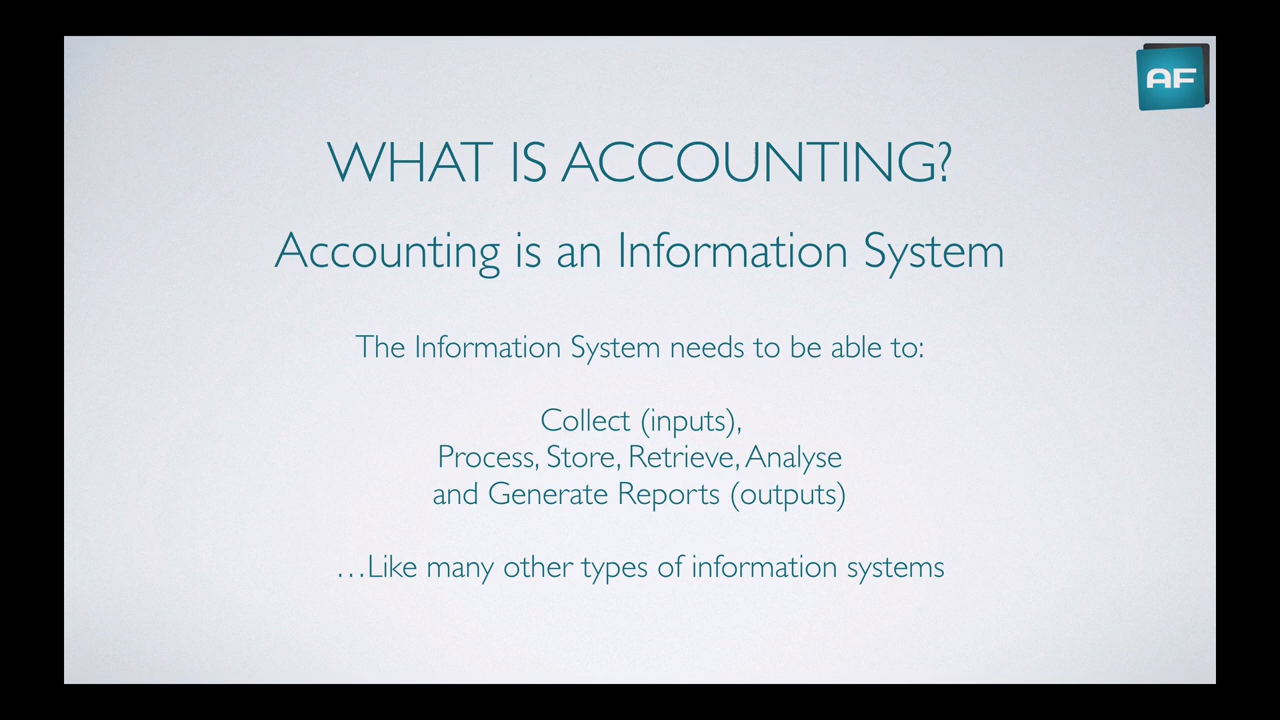 AF
WHAT IS ACCOUNTING?
Accounting is an Information System
The Information System needs to be able to:
Collect (inputs),
Process, Store, Retrieve, Analyse
and Generate Reports (outputs)
…Like many other types of information systems